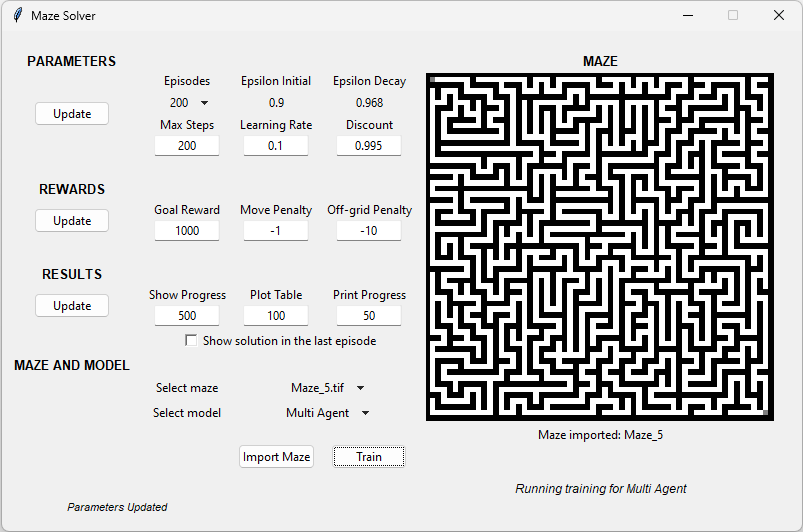 Maze Solver
PARAMETERS
Episodes Epsilon Initial Epsilon Decay
200 0.9 0.968
Update
Max Steps Learning Rate Discount
200 0.1 0.995
REWARDS
Update
Goal Reward Move Penalty Off-grid Penalty
1000 -1 -10
RESULTS
Update
Show Progress Plot Table Print Progress
500 100 50
Show solution in the last episode
MAZE AND MODEL
Select maze Maze_5.tif
Select model Multi Agent
Import Maze Train
Parameters Updated
MAZE
Maze imported: Maze_5
Running training for Multi Agent